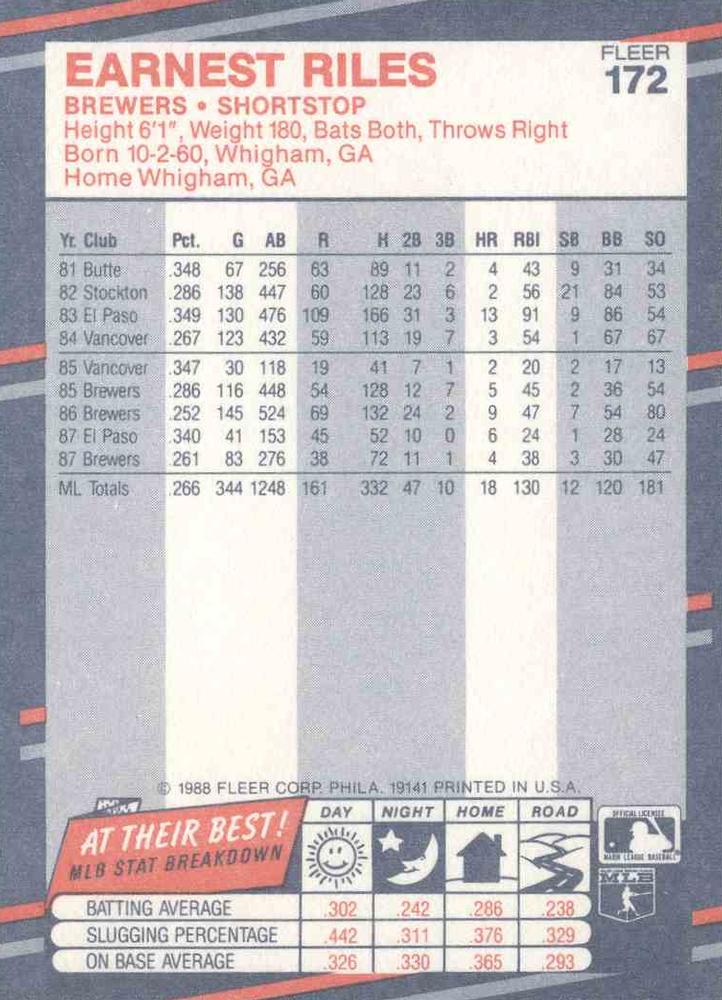 EARNEST RILES
FLEER
172
BREWERS • SHORTSTOP
Height 6'1", Weight 180, Bats Both, Throws Right
Born 10-2-60, Whigham, GA
Home Whigham, GA
Yr. Club Pct. G AB R H 2B 3B HR RBI SB BB SO
81 Butte .348 67 256 63 89 11 2 4 43 9 31 34
82 Stockton .286 138 447 60 128 23 6 2 56 21 84 53
83 El Paso .349 130 476 109 166 31 3 13 91 9 86 54
84 Vancover .267 123 432 59 113 19 7 3 54 1 67 67
85 Vancover .347 30 118 19 41 7 1 2 20 2 17 13
85 Brewers .286 116 448 54 128 12 7 5 45 2 36 54
86 Brewers .252 145 524 69 132 24 2 9 47 7 54 80
87 El Paso .340 41 153 45 52 10 0 6 24 1 28 24
87 Brewers .261 83 276 38 72 11 1 4 38 3 30 47
ML Totals .266 344 1248 161 332 47 10 18 130 12 120 181
© 1988 FLEER CORP. PHILA. 19141 PRINTED IN U.S.A.
AT THEIR BEST!
MLB STAT BREAKDOWN
DAY NIGHT HOME ROAD
BATTING AVERAGE .302 .242 .286 .238
SLUGGING PERCENTAGE .442 .311 .376 .329
ON BASE AVERAGE .326 .330 .365 .293
OFFICIAL LICENSEE
MAJOR LEAGUE BASEBALL
MLB